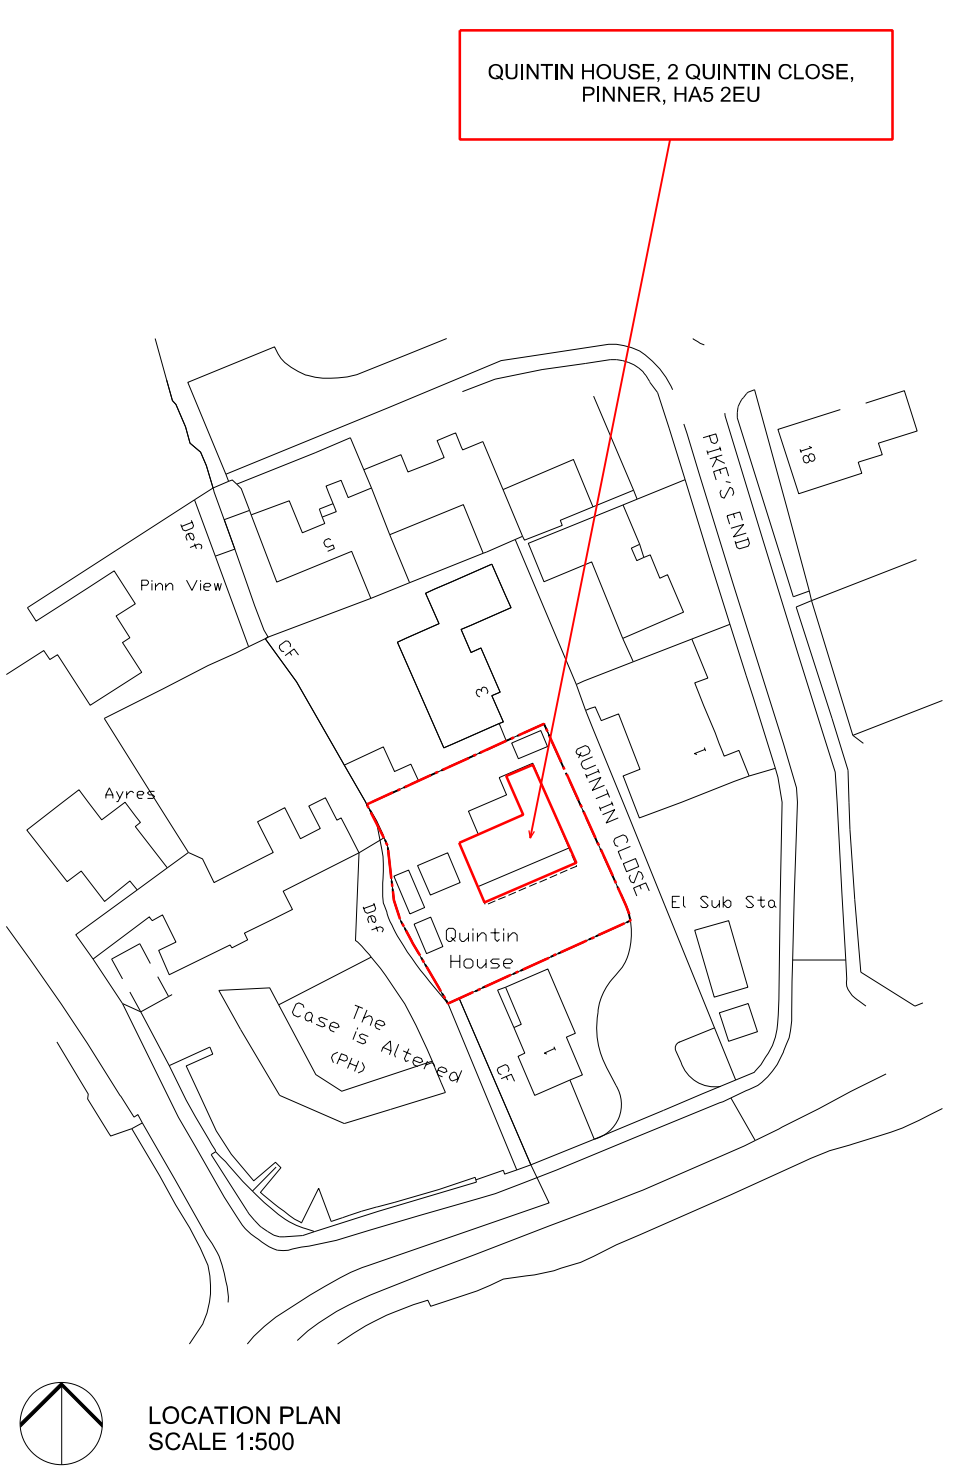 QUINTIN HOUSE, 2 QUINTIN CLOSE,
PINNER, HA5 2EU
PIKE'S END
18
Def
5
Pinn View
CF
3
1
QUINTIN CLOSE
Ayres
El Sub Sta
Def
Quintin
House
The
Case is Altered
(PH)
CF
1
LOCATION PLAN
SCALE 1:500